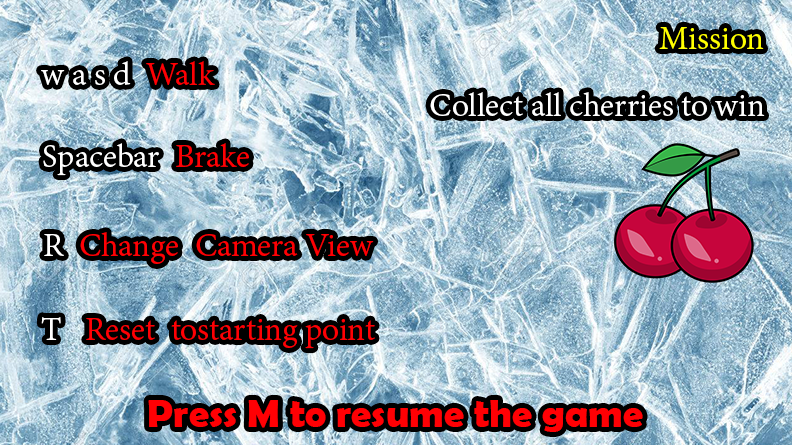 Mission
w a s d Walk
Collect all cherries to win
Spacebar Brake
R Change Camera View
T Reset tostarting point
Press M to resume the game